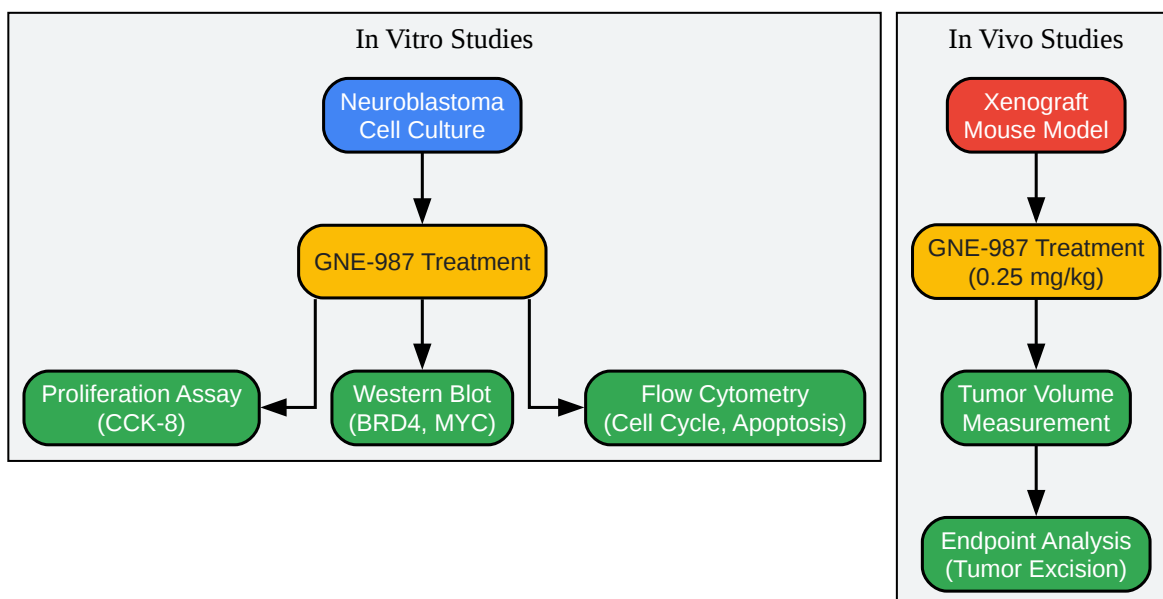 In Vitro Studies
Neuroblastoma
Cell Culture
GNE-987 Treatment
Proliferation Assay
(CCK-8)
Western Blot
(BRD4, MYC)
Flow Cytometry
(Cell Cycle, Apoptosis)
In Vivo Studies
Xenograft
Mouse Model
GNE-987 Treatment
(0.25 mg/kg)
Tumor Volume
Measurement
Endpoint Analysis
(Tumor Excision)